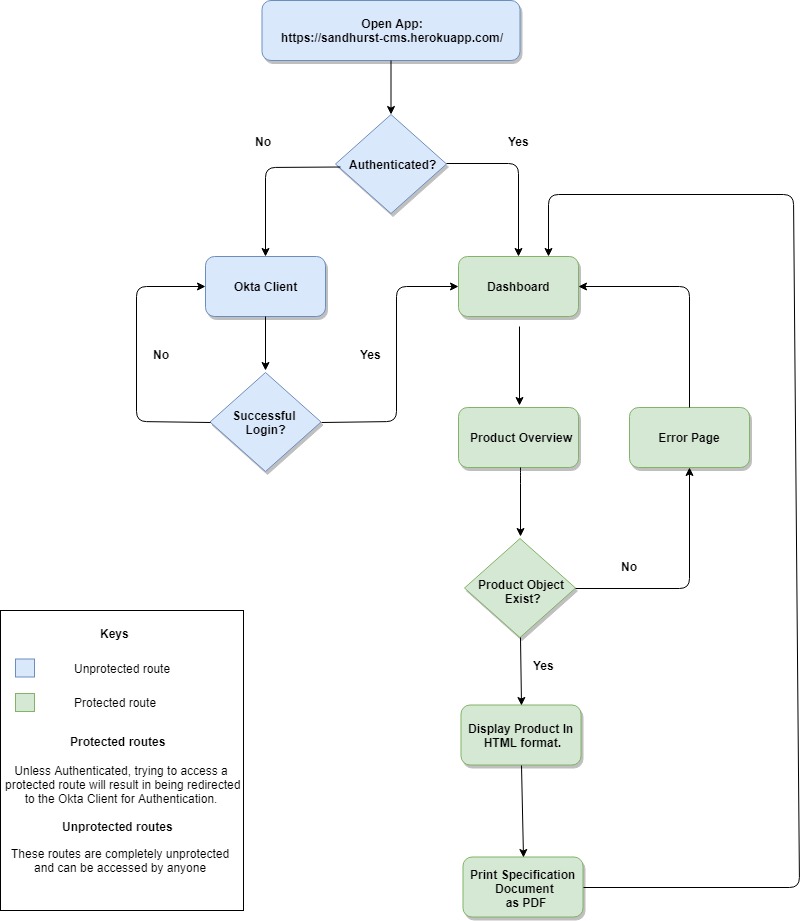 Open App:
https://sandhurst-cms.herokuapp.com/
No
Yes
Authenticated?
Okta Client
Dashboard
No
Yes
Successful
Login?
Product Overview
Error Page
Product Object
Exist?
No
Yes
Display Product In
HTML format.
Print Specification
Document
as PDF
Keys
Unprotected route
Protected route
Protected routes
Unless Authenticated, trying to access a
protected route will result in being redirected
to the Okta Client for Authentication.
Unprotected routes
These routes are completely unprotected
and can be accessed by anyone